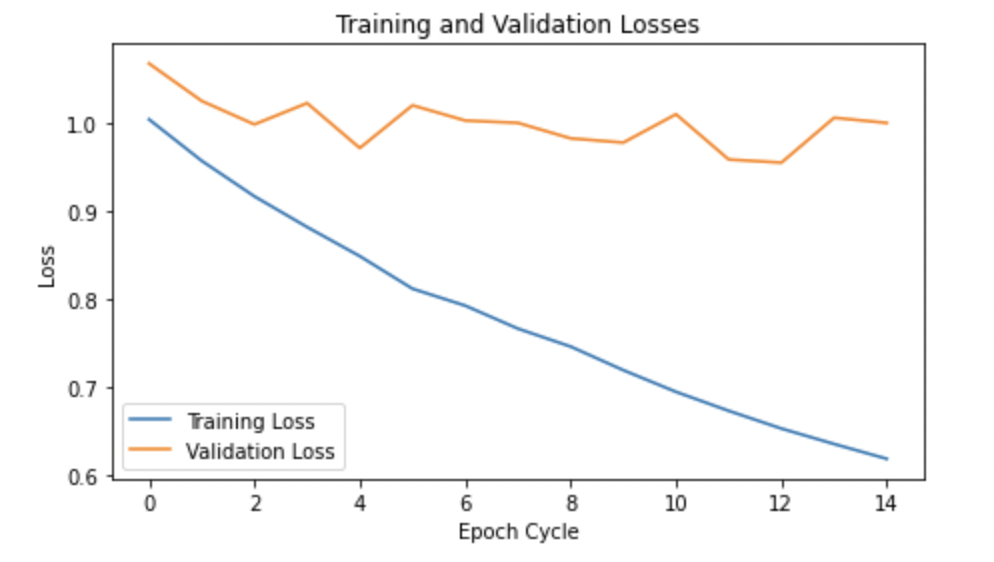 Training and Validation Losses
1.0
0.9
0.8
0.7
0.6
Loss
Training Loss
Validation Loss
0 2 4 6 8 10 12 14
Epoch Cycle